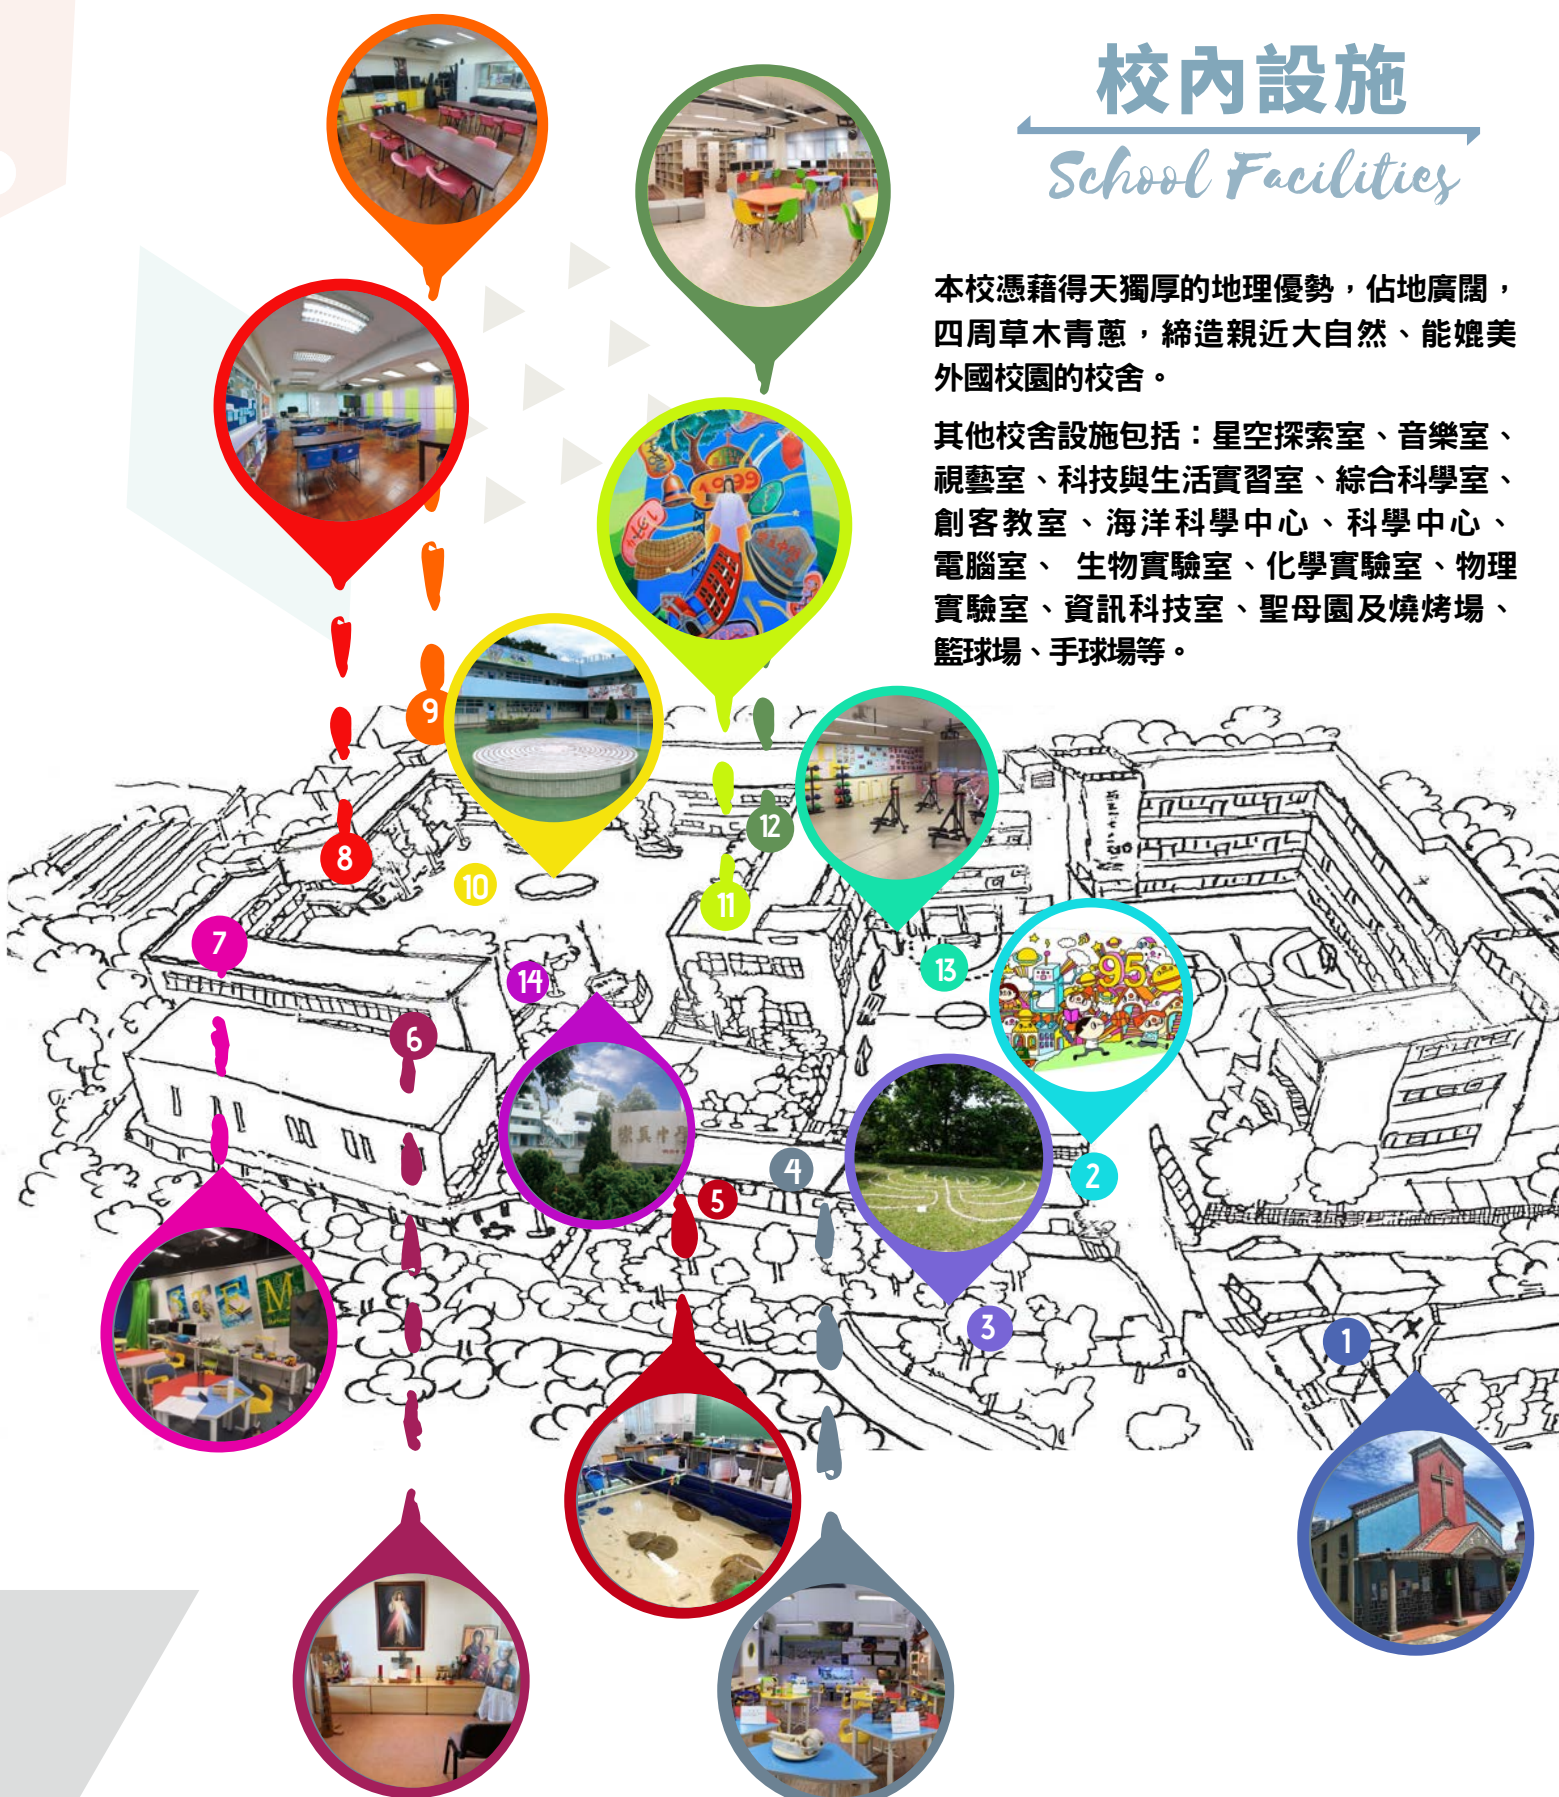 校內設施
School Facilities
本校憑藉得天獨厚的地理優勢，佔地廣闊，
四周草木青蔥，締造親近大自然、能媲美
外國校園的校舍。
其他校舍設施包括：星空探索室、音樂室、
視藝室、科技與生活實習室、綜合科學室、
創客教室、海洋科學中心、科學中心、
電腦室、 生物實驗室、化學實驗室、物理
實驗室、資訊科技室、聖母園及燒烤場、
籃球場、手球場等。
1999
9
12
8
10
11
7
14
13
95
6
崇真中學
4
2
5
3
1
STEM